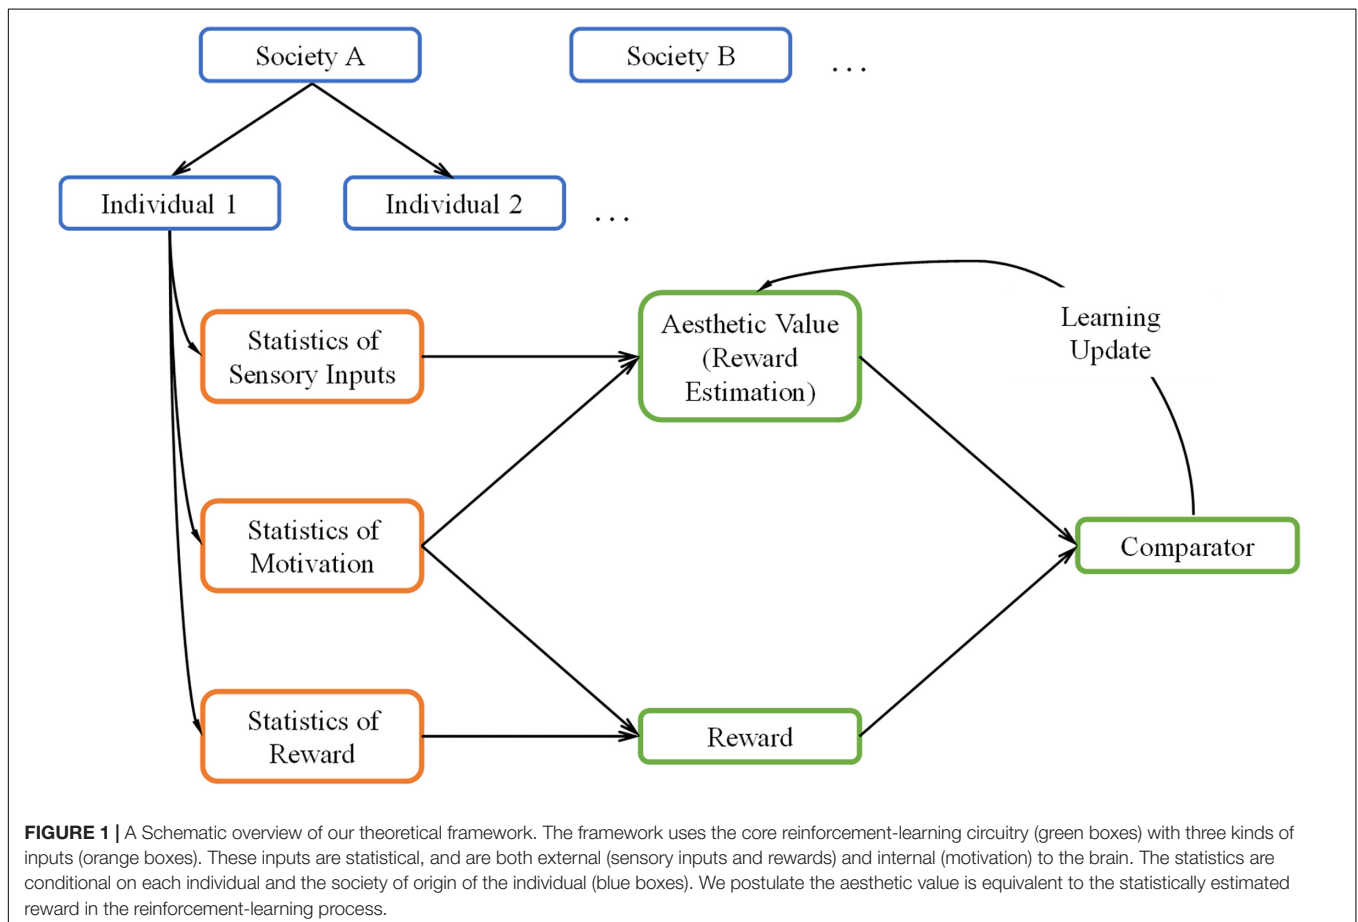 Society A
Society B
...
Individual 1
Individual 2
...
Statistics of
Sensory Inputs
Aesthetic Value
(Reward
Estimation)
Learning
Update
Statistics of
Motivation
Comparator
Statistics of
Reward
Reward
FIGURE 1 | A Schematic overview of our theoretical framework. The framework uses the core reinforcement-learning circuitry (green boxes) with three kinds of
inputs (orange boxes). These inputs are statistical, and are both external (sensory inputs and rewards) and internal (motivation) to the brain. The statistics are
conditional on each individual and the society of origin of the individual (blue boxes). We postulate the aesthetic value is equivalent to the statistically estimated
reward in the reinforcement-learning process.